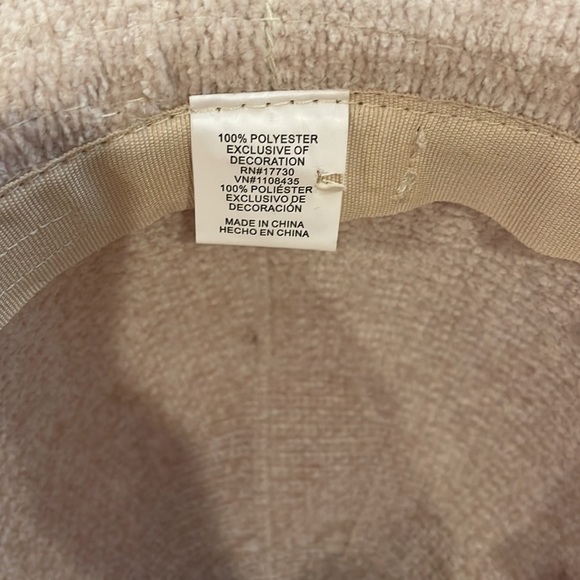 100% POLYESTER
EXCLUSIVE OF
DECORATION
RN#17730
VN#1108435
100% POLIÉSTER
EXCLUSIVO DE
DECORACIÓN
MADE IN CHINA
HECHO EN CHINA